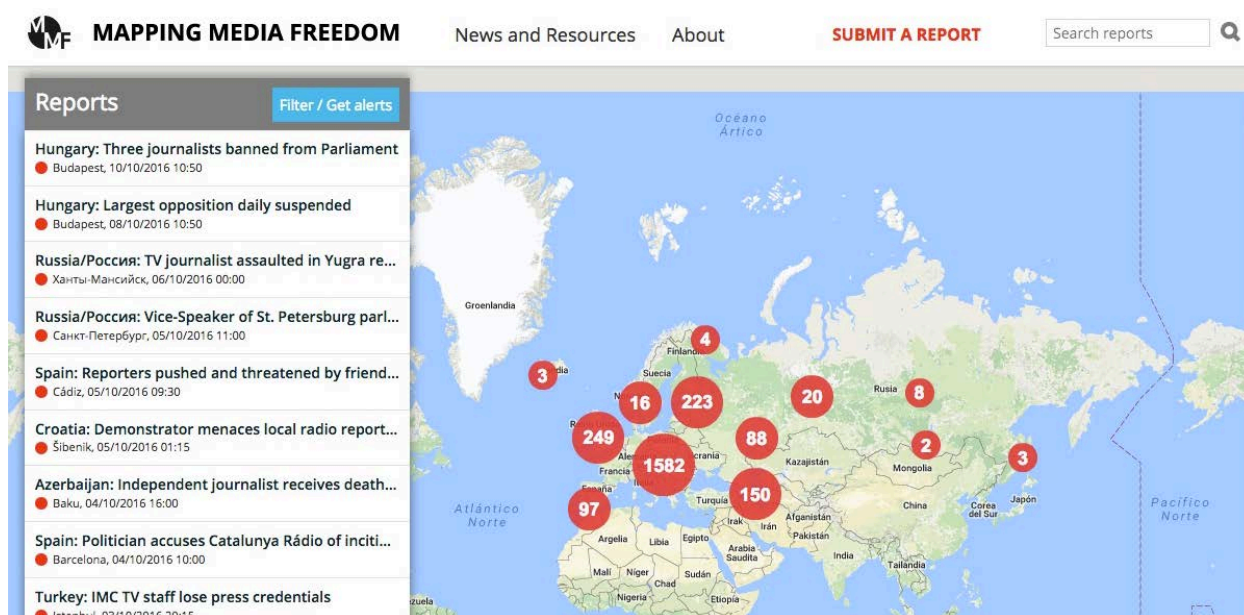 MMF
MAPPING MEDIA FREEDOM
News and Resources
About
SUBMIT A REPORT
Search reports
Reports
Filter / Get alerts
Hungary: Three journalists banned from Parliament
Budapest, 10/10/2016 10:50
Hungary: Largest opposition daily suspended
Budapest, 08/10/2016 10:50
Russia/Россия: TV journalist assaulted in Yugra re...
Ханты-Мансийск, 06/10/2016 00:00
Russia/Россия: Vice-Speaker of St. Petersburg parl...
Санкт-Петербург, 05/10/2016 11:00
Spain: Reporters pushed and threatened by friend...
Cádiz, 05/10/2016 09:30
Croatia: Demonstrator menaces local radio report...
Šibenik, 05/10/2016 01:15
Azerbaijan: Independent journalist receives death...
Baku, 04/10/2016 16:00
Spain: Politician accuses Catalunya Rádio of inciti...
Barcelona, 04/10/2016 10:00
Turkey: IMC TV staff lose press credentials
Océano
Ártico
Groenlandia
4
Finland
3
Suecia
16
223
20
Rusia
8
249
88
2
3
1582
Francia
Kazajistán
Mongolia
España
Turquía
150
97
Atlántico
Norte
China
Corea
del Sur
Japón
Pacífico
Norte
Irak
Irán
Afganistán
Pakistán
Argelia
Libia
Egipto
Arabia
Saudita
India
Tailandia
Malí
Níger
Chad
Sudán
Nigeria
Etiopía